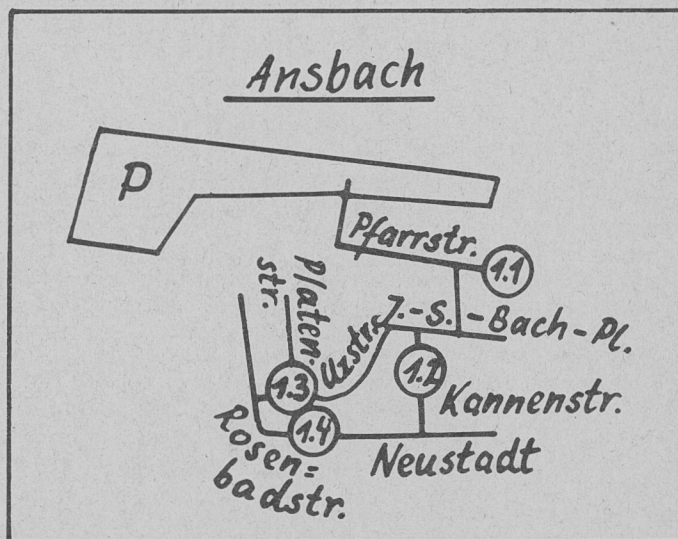 Ansbach
P
Pfarrstr.
1.1
Platen-
str.
Uzstr.
J.-S.-Bach-Pl.
1.2
Kannenstr.
1.3
1.4
Rosen=
badstr.
Neustadt